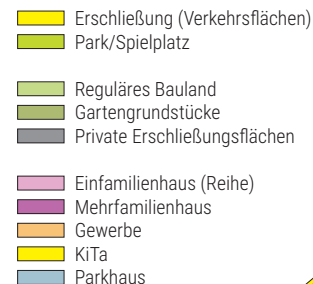 Erschließung (Verkehrsflächen)
Park/Spielplatz
Reguläres Bauland
Gartengrundstücke
Private Erschließungsflächen
Einfamilienhaus (Reihe)
Mehrfamilienhaus
Gewerbe
KiTa
Parkhaus